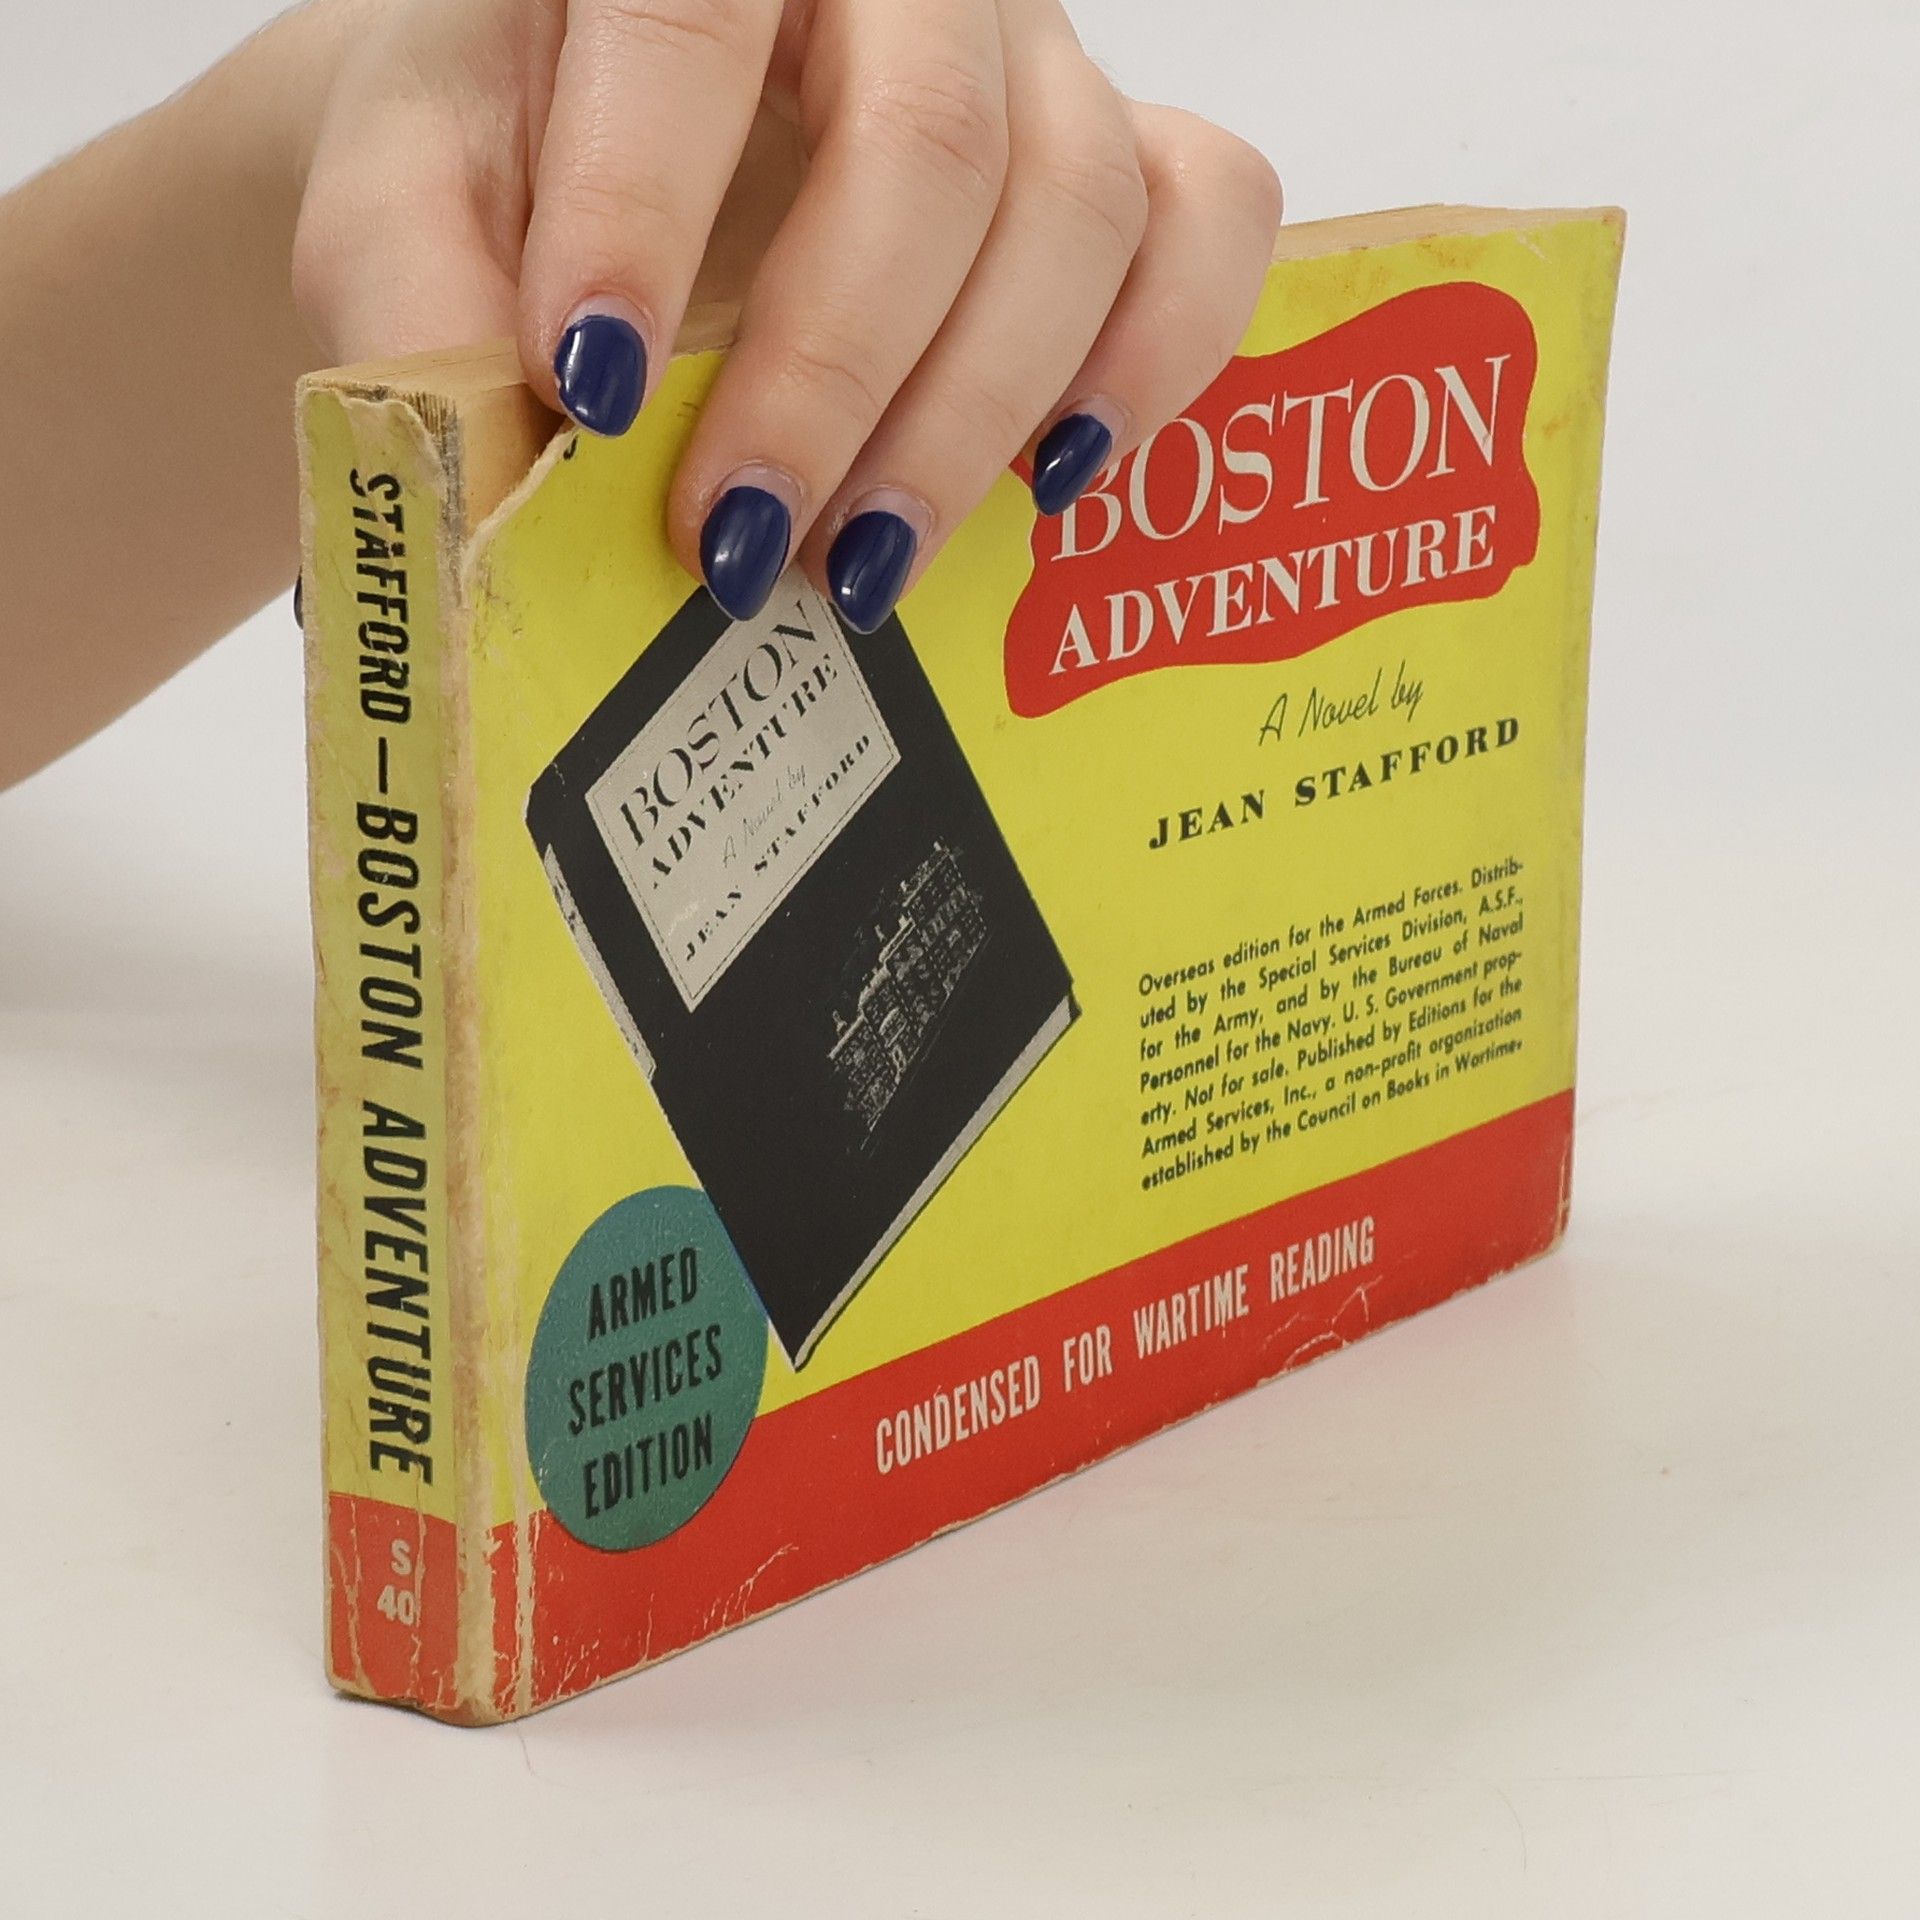 STAFFORD — BOSTON ADVENTURE
S
40
BOSTON
ADVENTURE
A Novel by
JEAN STAFFORD
BOSTON
ADVENTURE
A Novel by
JEAN STAFFORD
Overseas edition for the Armed Forces. Distrib-
uted by the Special Services Division, A.S.F.,
for the Army, and by the Bureau of Naval
Personnel for the Navy. U. S. Government prop-
erty. Not for sale. Published by Editions for the
Armed Services, Inc., a non-profit organization
established by the Council on Books in Wartime.
ARMED
SERVICES
EDITION
CONDENSED FOR WARTIME READING